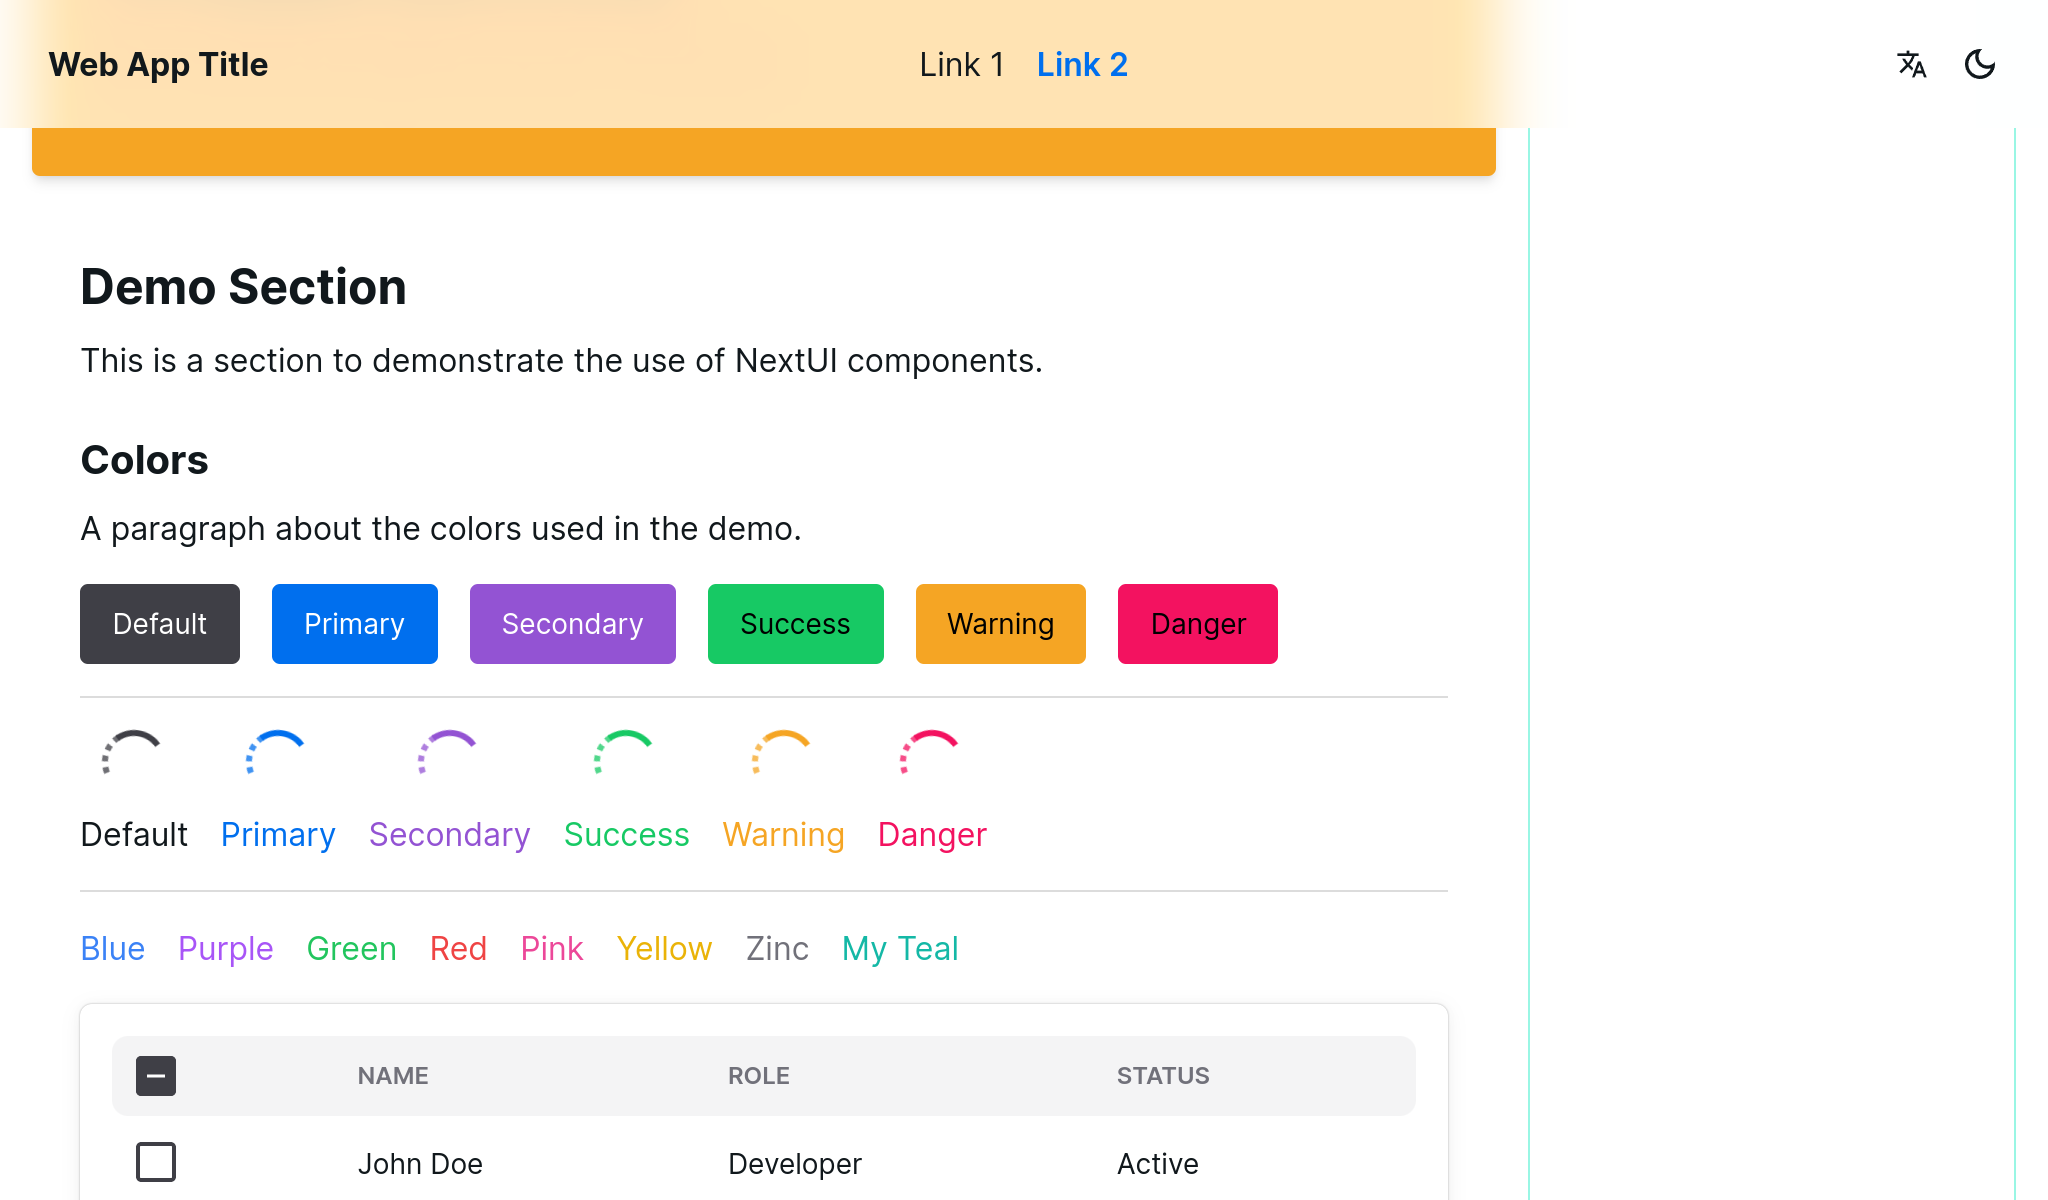 Web App Title Link 1 Link 2
Demo Section
This is a section to demonstrate the use of NextUI components.
Colors
A paragraph about the colors used in the demo.
Default Primary Secondary Success Warning Danger
Default Primary Secondary Success Warning Danger
Blue Purple Green Red Pink Yellow Zinc My Teal
NAME ROLE STATUS
John Doe Developer Active